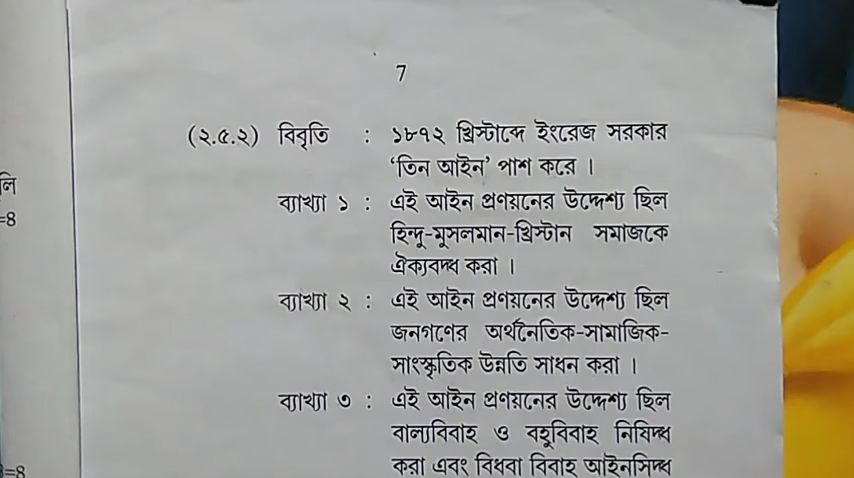 7
(২.৫.২) বিবৃতি : ১৮৭২ খ্রিস্টাব্দে ইংরেজ সরকার
‘তিন আইন’ পাশ করে ।
ব্যাখ্যা ১ : এই আইন প্রণয়নের উদ্দেশ্য ছিল
হিন্দু-মুসলমান-খ্রিস্টান সমাজকে
ঐক্যবদ্ধ করা ।
ব্যাখ্যা ২ : এই আইন প্রণয়নের উদ্দেশ্য ছিল
জনগণের অর্থনৈতিক-সামাজিক-
সাংস্কৃতিক উন্নতি সাধন করা ।
ব্যাখ্যা ৩ : এই আইন প্রণয়নের উদ্দেশ্য ছিল
বাল্যবিবাহ ও বহুবিবাহ নিষিদ্ধ
করা এবং বিধবা বিবাহ আইনসিদ্ধ
লি
=8
=8